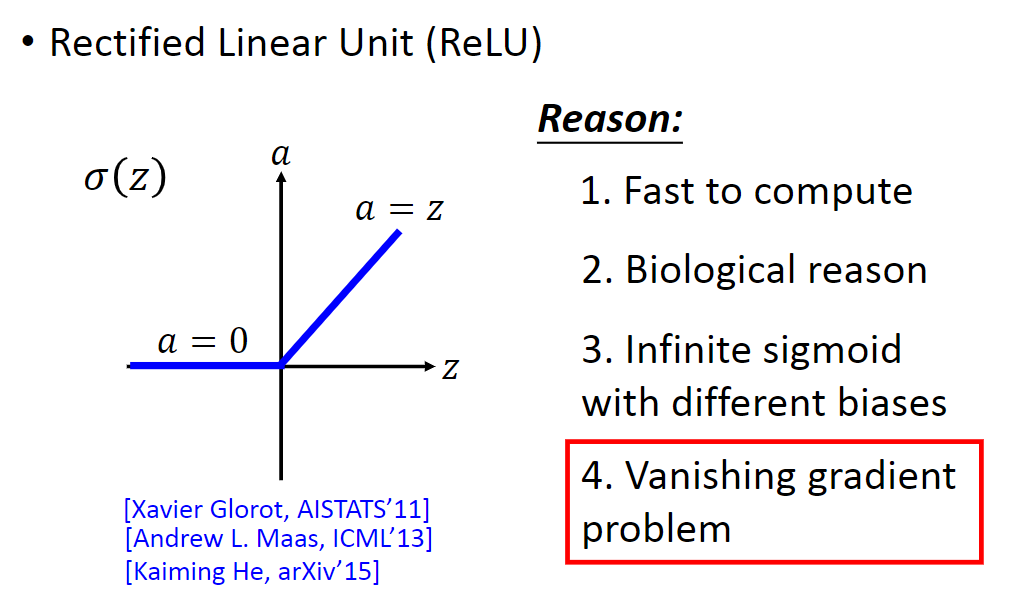 • Rectified Linear Unit (ReLU)
Reason:
σ(z)
a
a = z
a = 0
z
1. Fast to compute
2. Biological reason
3. Infinite sigmoid
with different biases
4. Vanishing gradient
problem
[Xavier Glorot, AISTATS’11]
[Andrew L. Maas, ICML’13]
[Kaiming He, arXiv’15]